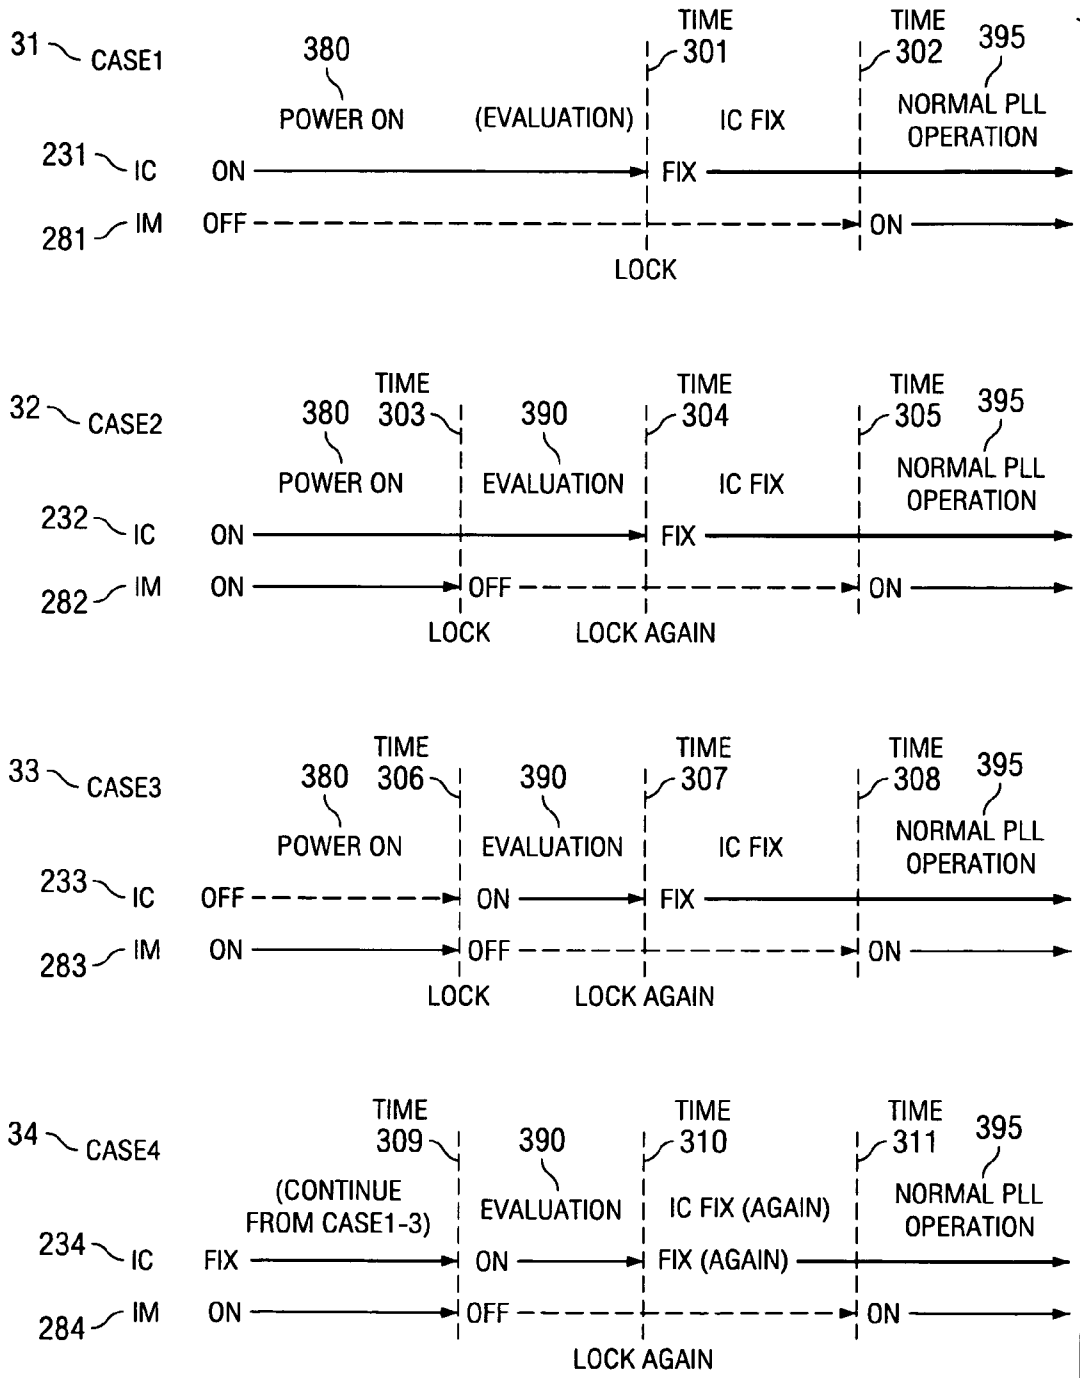 31 CASE1
380
TIME 301
TIME 302
395
POWER ON (EVALUATION) IC FIX NORMAL PLL OPERATION
231 IC ON FIX
281 IM OFF ON
LOCK
32 CASE2
380
TIME 303
390
TIME 304
TIME 305
395
POWER ON EVALUATION IC FIX NORMAL PLL OPERATION
232 IC ON FIX
282 IM ON OFF ON
LOCK LOCK AGAIN
33 CASE3
380
TIME 306
390
TIME 307
TIME 308
395
POWER ON EVALUATION IC FIX NORMAL PLL OPERATION
233 IC OFF ON FIX
283 IM ON OFF ON
LOCK LOCK AGAIN
34 CASE4
TIME 309
390
TIME 310
TIME 311
395
(CONTINUE FROM CASE1-3) EVALUATION IC FIX (AGAIN) NORMAL PLL OPERATION
234 IC FIX ON FIX (AGAIN)
284 IM ON OFF ON
LOCK AGAIN